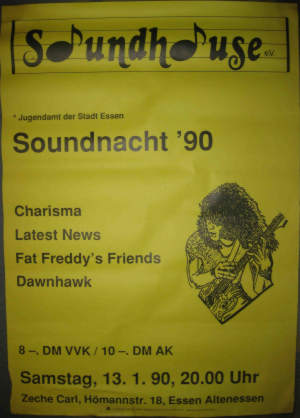 Soundhouse e.V.
* Jugendamt der Stadt Essen
Soundnacht '90
Charisma
Latest News
Fat Freddy's Friends
Dawnhawk
8 –. DM VVK / 10 –. DM AK
Samstag, 13. 1. 90, 20.00 Uhr
Zeche Carl, Hömannstr. 18, Essen Altenessen